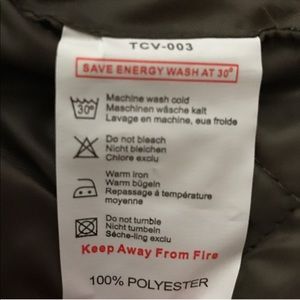 TCV-003
SAVE ENERGY WASH AT 30°
30°
Machine wash cold
Maschinen wäsche kalt
Lavage en machine, eua froide
Do not bleach
Nicht bleichen
Chlore exclu
Warm iron
Warm bügeln
Repassage á température
moyenne
Do not tumble
Nicht tumbeln
Séche-ling exclu
Keep Away From Fire
100% POLYESTER